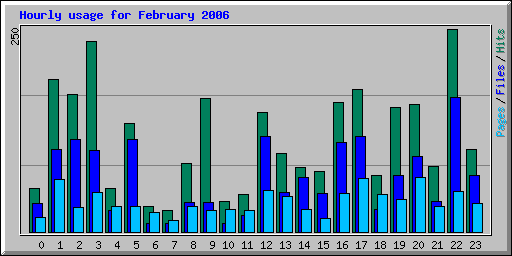 Hourly usage for February 2006
250
Pages/Files/Hits
0 1 2 3 4 5 6 7 8 9 10 11 12 13 14 15 16 17 18 19 20 21 22 23